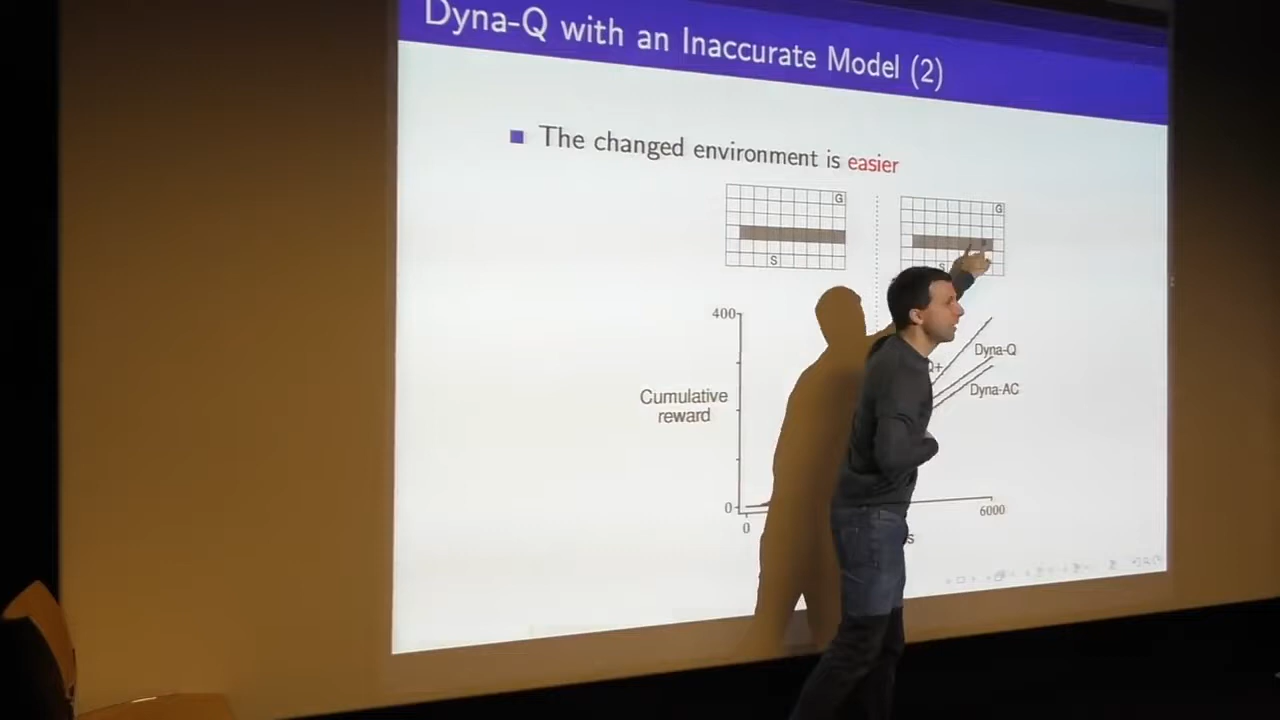 Dyna-Q with an Inaccurate Model (2)
The changed environment is easier
G
G
S
S
400
Cumulative
reward
0
0
Q+
Dyna-Q
Dyna-AC
6000
s